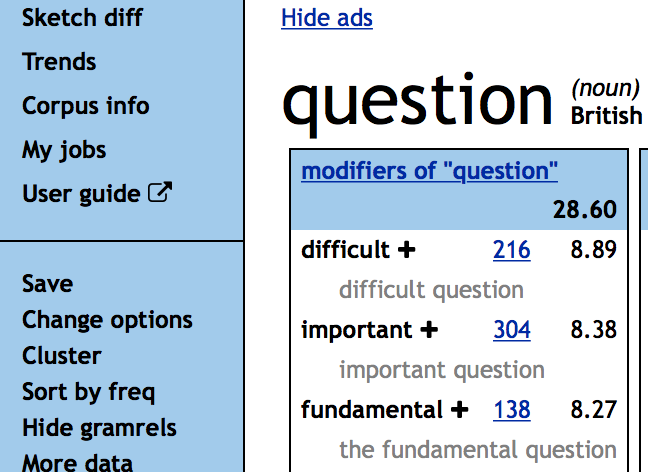 Sketch diff
Trends
Corpus info
My jobs
User guide
Save
Change options
Cluster
Sort by freq
Hide gramrels
More data
Hide ads
question (noun)
British
modifiers of "question"
28.60
difficult + 216 8.89
difficult question
important + 304 8.38
important question
fundamental + 138 8.27
the fundamental question